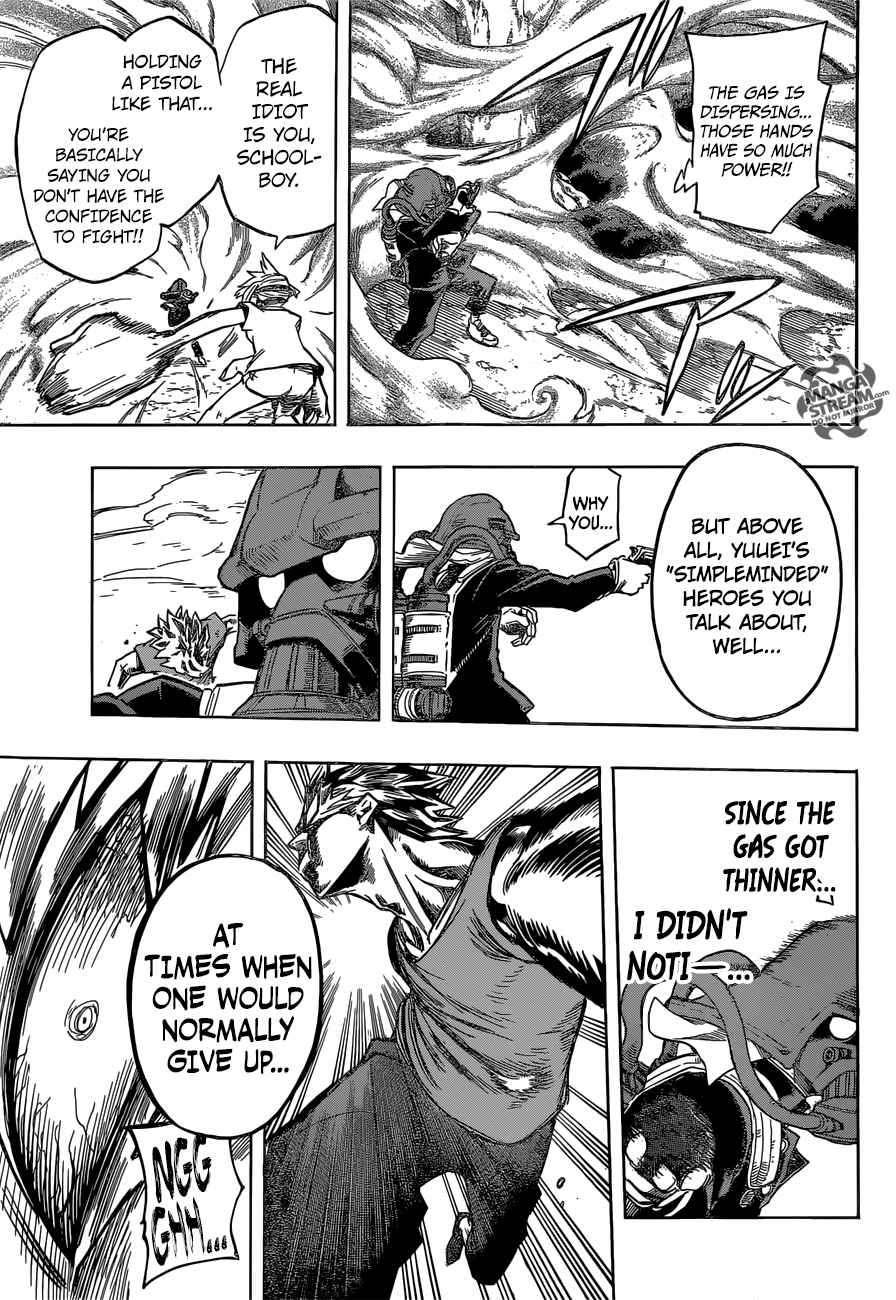 THE GAS IS
DISPERSING...
THOSE HANDS
HAVE SO MUCH
POWER!!
THE
REAL
IDIOT
IS YOU,
SCHOOL-
BOY.
HOLDING
A PISTOL
LIKE THAT...
YOU'RE
BASICALLY
SAYING YOU
DON'T HAVE THE
CONFIDENCE
TO FIGHT!!
MANGA
STREAM.com
DO NOT MIRROR
BUT ABOVE
ALL, YUUEI'S
"SIMPLEMINDED"
HEROES YOU
TALK ABOUT,
WELL...
WHY
YOU...
SINCE THE
GAS GOT
THINNER...
I DIDN'T
NOTI—...
AT
TIMES WHEN
ONE WOULD
NORMALLY
GIVE UP...
NGG
GHH...